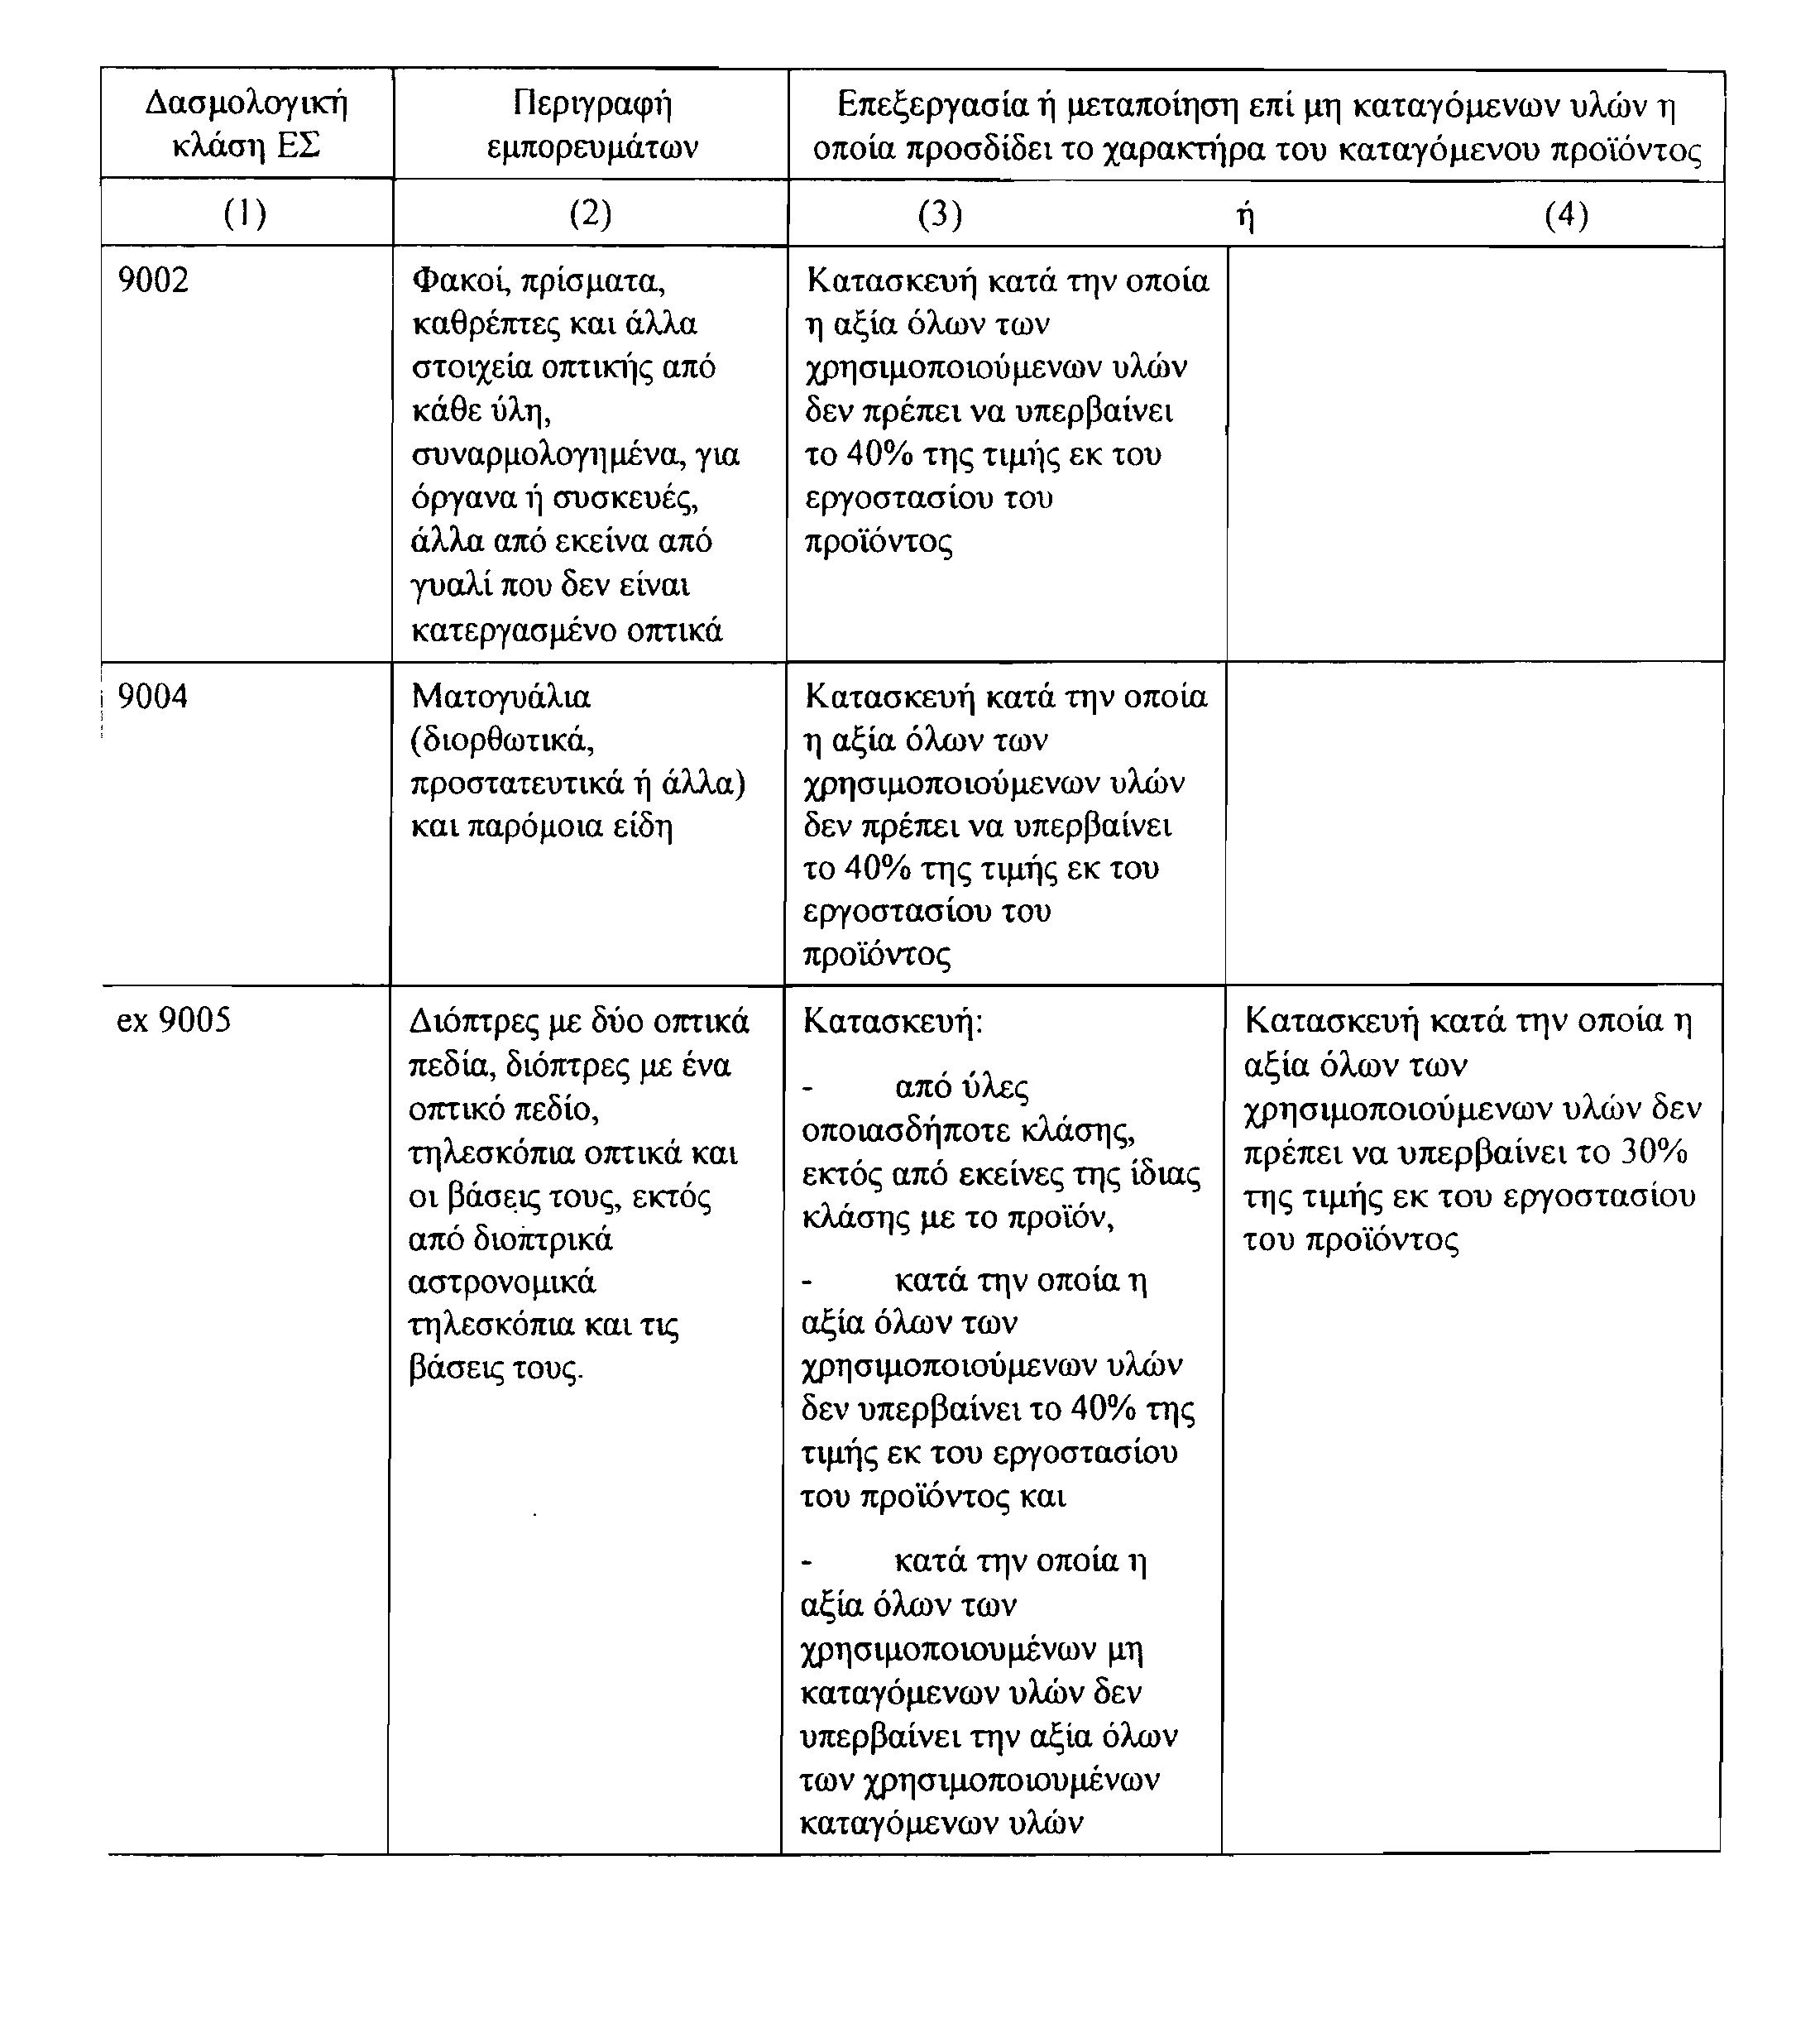 Δασμολογική
κλάση ΕΣ
Περιγραφή
εμπορευμάτων
Επεξεργασία ή μεταποίηση επί μη καταγόμενων υλών η
οποία προσδίδει το χαρακτήρα του καταγόμενου προϊόντος
(1)
(2)
(3) ή (4)
9002
Φακοί, πρίσματα,
καθρέπτες και άλλα
στοιχεία οπτικής από
κάθε ύλη,
συναρμολογημένα, για
όργανα ή συσκευές,
άλλα από εκείνα από
γυαλί που δεν είναι
κατεργασμένο οπτικά
Κατασκευή κατά την οποία
η αξία όλων των
χρησιμοποιούμενων υλών
δεν πρέπει να υπερβαίνει
το 40% της τιμής εκ του
εργοστασίου του
προϊόντος
9004
Ματογυάλια
(διορθωτικά,
προστατευτικά ή άλλα)
και παρόμοια είδη
Κατασκευή κατά την οποία
η αξία όλων των
χρησιμοποιούμενων υλών
δεν πρέπει να υπερβαίνει
το 40% της τιμής εκ του
εργοστασίου του
προϊόντος
ex 9005
Διόπτρες με δύο οπτικά
πεδία, διόπτρες με ένα
οπτικό πεδίο,
τηλεσκόπια οπτικά και
οι βάσεις τους, εκτός
από διοπτρικά
αστρονομικά
τηλεσκόπια και τις
βάσεις τους.
Κατασκευή:
- από ύλες
οποιασδήποτε κλάσης,
εκτός από εκείνες της ίδιας
κλάσης με το προϊόν,
- κατά την οποία η
αξία όλων των
χρησιμοποιούμενων υλών
δεν υπερβαίνει το 40% της
τιμής εκ του εργοστασίου
του προϊόντος και
- κατά την οποία η
αξία όλων των
χρησιμοποιουμένων μη
καταγόμενων υλών δεν
υπερβαίνει την αξία όλων
των χρησιμοποιουμένων
καταγόμενων υλών
Κατασκευή κατά την οποία η
αξία όλων των
χρησιμοποιούμενων υλών δεν
πρέπει να υπερβαίνει το 30%
της τιμής εκ του εργοστασίου
του προϊόντος